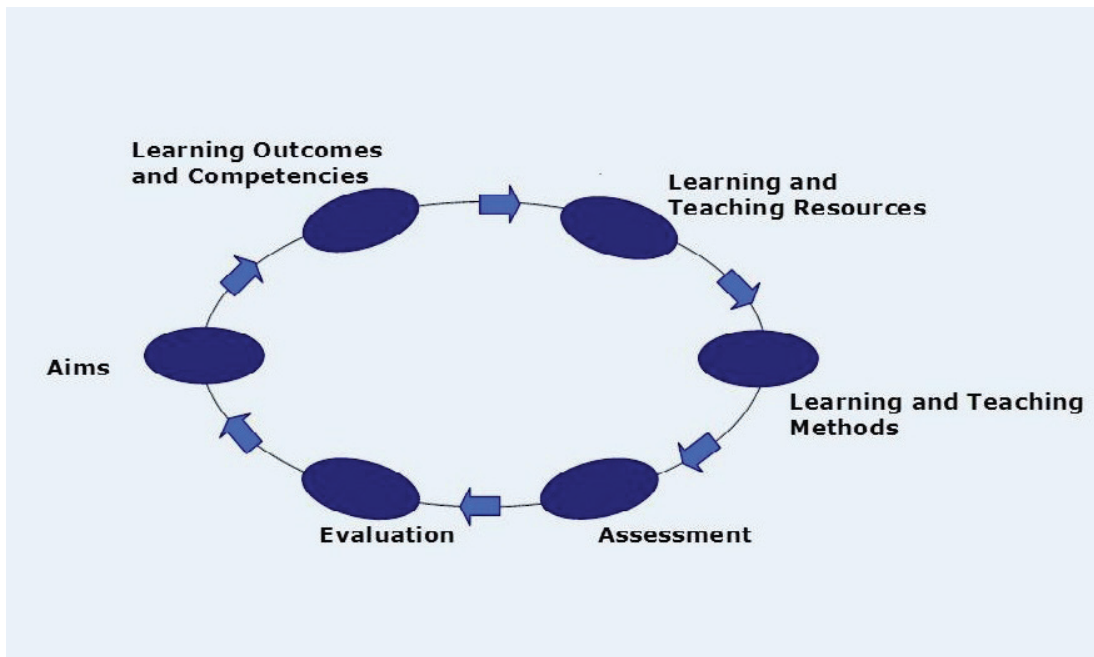 Learning Outcomes
and Competencies
Learning and
Teaching Resources
Aims
Learning and Teaching
Methods
Evaluation
Assessment